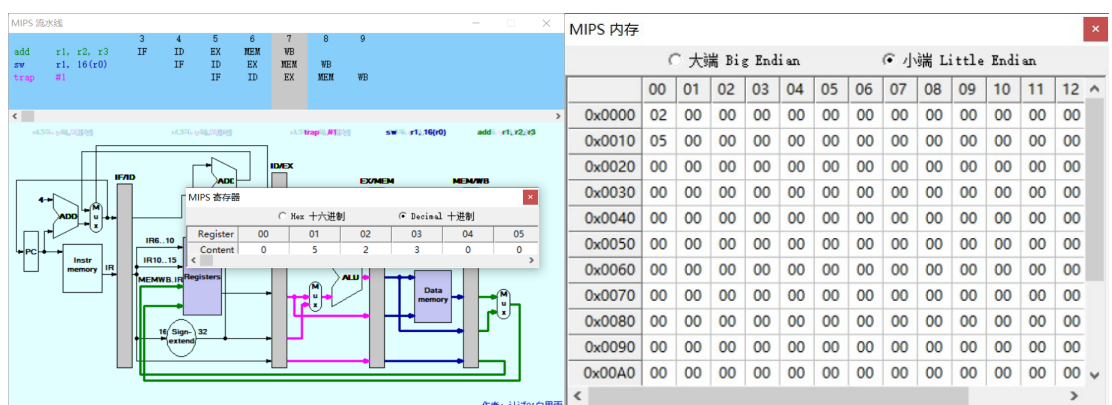 MIPS 流水线
3 4 5 6 7 8 9
add r1, r2, r3 IF ID EX MEM WB
sw r1, 16(r0) IF ID EX MEM WB
trap #1 IF ID EX MEM WB
trap #1 sw r1, 16(r0) add r1, r2, r3
IF/ID ID/EX EX/MEM MEM/WB
4
ADD
Mux
ADD
PC
Instr memory
IR
IR6..10
IR10..15
MEMWB.IR
Registers
16
Sign-extend
32
Mux
ALU
Data memory
Mux
MIPS 寄存器
Hex 十六进制 Decimal 十进制
Register 00 01 02 03 04 05
Content 0 5 2 3 0 0
MIPS 内存
大端 Big Endian 小端 Little Endian
00 01 02 03 04 05 06 07 08 09 10 11 12
0x0000 02 00 00 00 00 00 00 00 00 00 00 00 00
0x0010 05 00 00 00 00 00 00 00 00 00 00 00 00
0x0020 00 00 00 00 00 00 00 00 00 00 00 00 00
0x0030 00 00 00 00 00 00 00 00 00 00 00 00 00
0x0040 00 00 00 00 00 00 00 00 00 00 00 00 00
0x0050 00 00 00 00 00 00 00 00 00 00 00 00 00
0x0060 00 00 00 00 00 00 00 00 00 00 00 00 00
0x0070 00 00 00 00 00 00 00 00 00 00 00 00 00
0x0080 00 00 00 00 00 00 00 00 00 00 00 00 00
0x0090 00 00 00 00 00 00 00 00 00 00 00 00 00
0x00A0 00 00 00 00 00 00 00 00 00 00 00 00 00